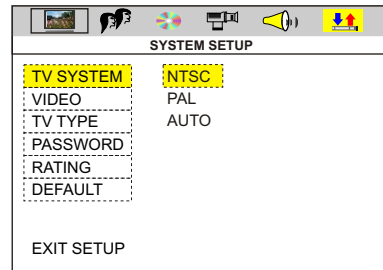 SYSTEM SETUP
TV SYSTEM NTSC
VIDEO PAL
TV TYPE AUTO
PASSWORD
RATING
DEFAULT
EXIT SETUP